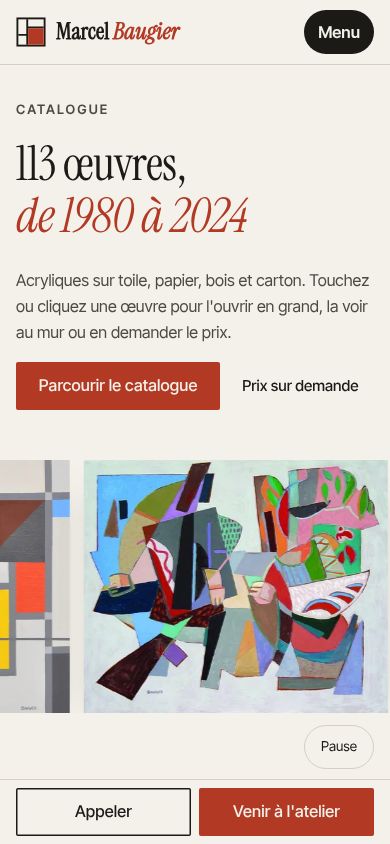 Marcel Baugier
Menu
CATALOGUE
113 œuvres,
de 1980 à 2024
Acryliques sur toile, papier, bois et carton. Touchez
ou cliquez une œuvre pour l'ouvrir en grand, la voir
au mur ou en demander le prix.
Parcourir le catalogue
Prix sur demande
Pause
Appeler
Venir à l'atelier